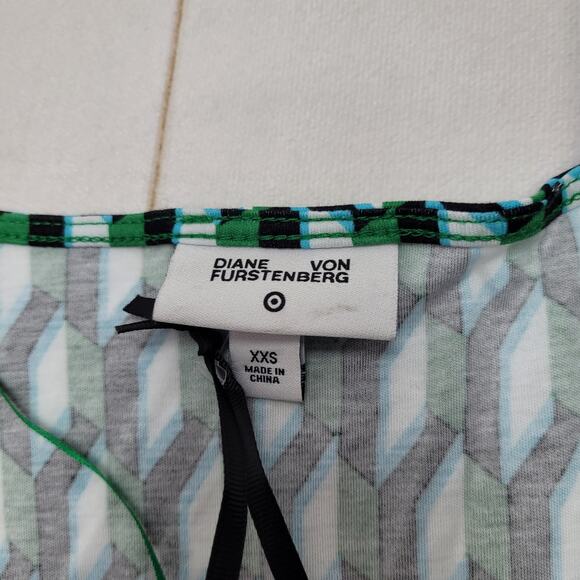 DIANE VON
FURSTENBERG
XXS
MADE IN
CHINA